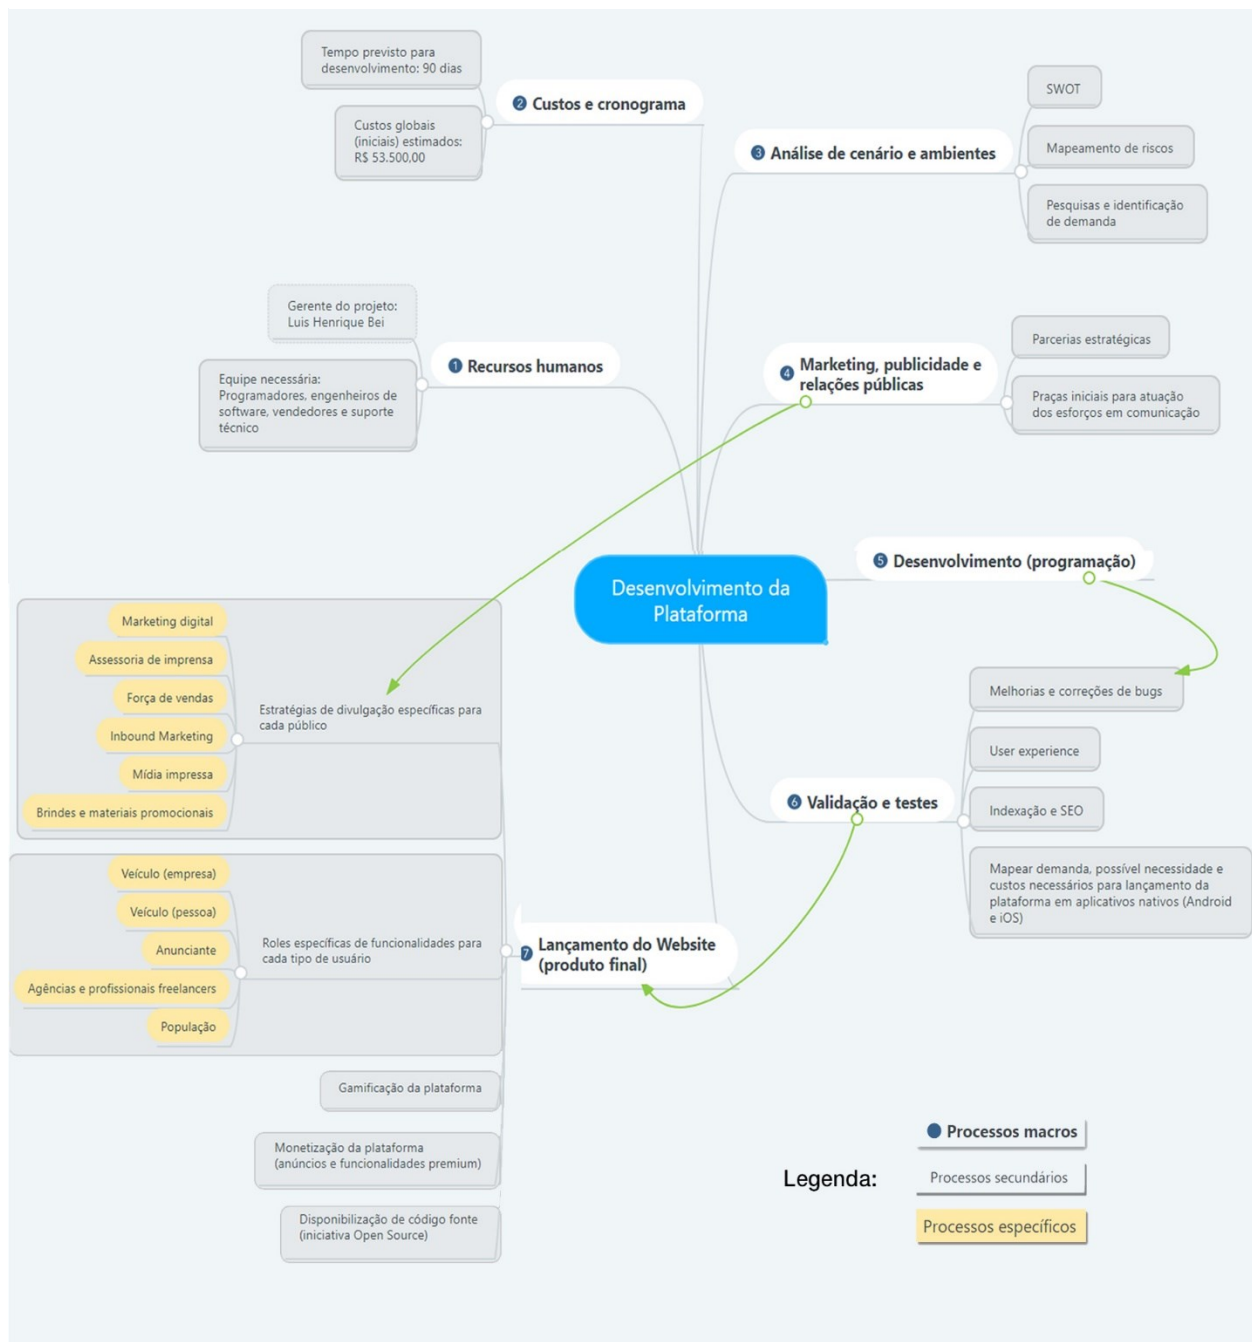 Tempo previsto para
desenvolvimento: 90 dias
Custos globais
(iniciais) estimados:
R$ 53.500,00
2 Custos e cronograma
3 Análise de cenário e ambientes
SWOT
Mapeamento de riscos
Pesquisas e identificação
de demanda
Gerente do projeto:
Luis Henrique Bei
Equipe necessária:
Programadores, engenheiros de
software, vendedores e suporte
técnico
1 Recursos humanos
4 Marketing, publicidade e
relações públicas
Parcerias estratégicas
Praças iniciais para atuação
dos esforços em comunicação
Desenvolvimento da
Plataforma
5 Desenvolvimento (programação)
Marketing digital
Assessoria de imprensa
Força de vendas
Inbound Marketing
Mídia impressa
Brindes e materiais promocionais
Estratégias de divulgação específicas para
cada público
6 Validação e testes
Melhorias e correções de bugs
User experience
Indexação e SEO
Mapear demanda, possível necessidade e
custos necessários para lançamento da
plataforma em aplicativos nativos (Android
e iOS)
Veículo (empresa)
Veículo (pessoa)
Anunciante
Agências e profissionais freelancers
População
Roles específicas de funcionalidades para
cada tipo de usuário
7 Lançamento do Website
(produto final)
Gamificação da plataforma
Monetização da plataforma
(anúncios e funcionalidades premium)
Disponibilização de código fonte
(iniciativa Open Source)
Legenda:
Processos macros
Processos secundários
Processos específicos